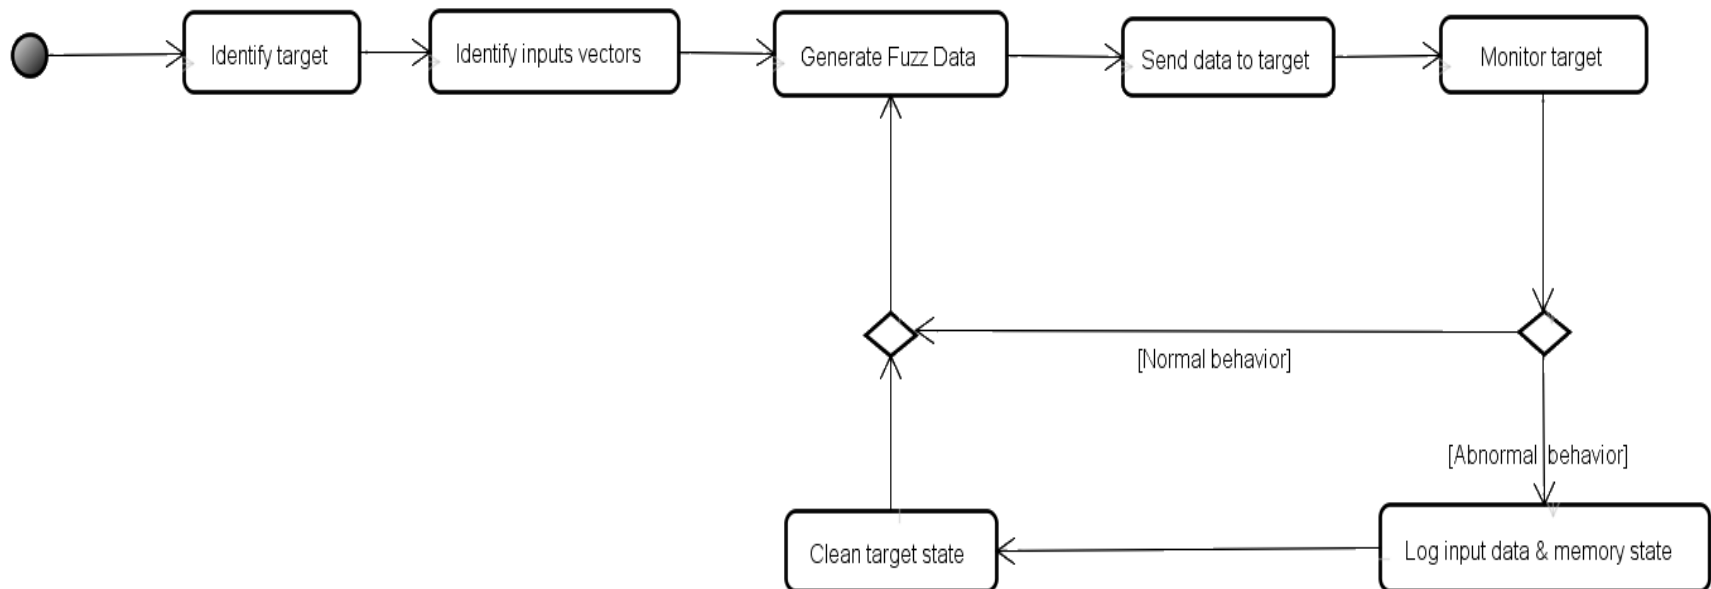 Identify target
Identify inputs vectors
Generate Fuzz Data
Send data to target
Monitor target
[Normal behavior]
[Abnormal behavior]
Clean target state
Log input data & memory state